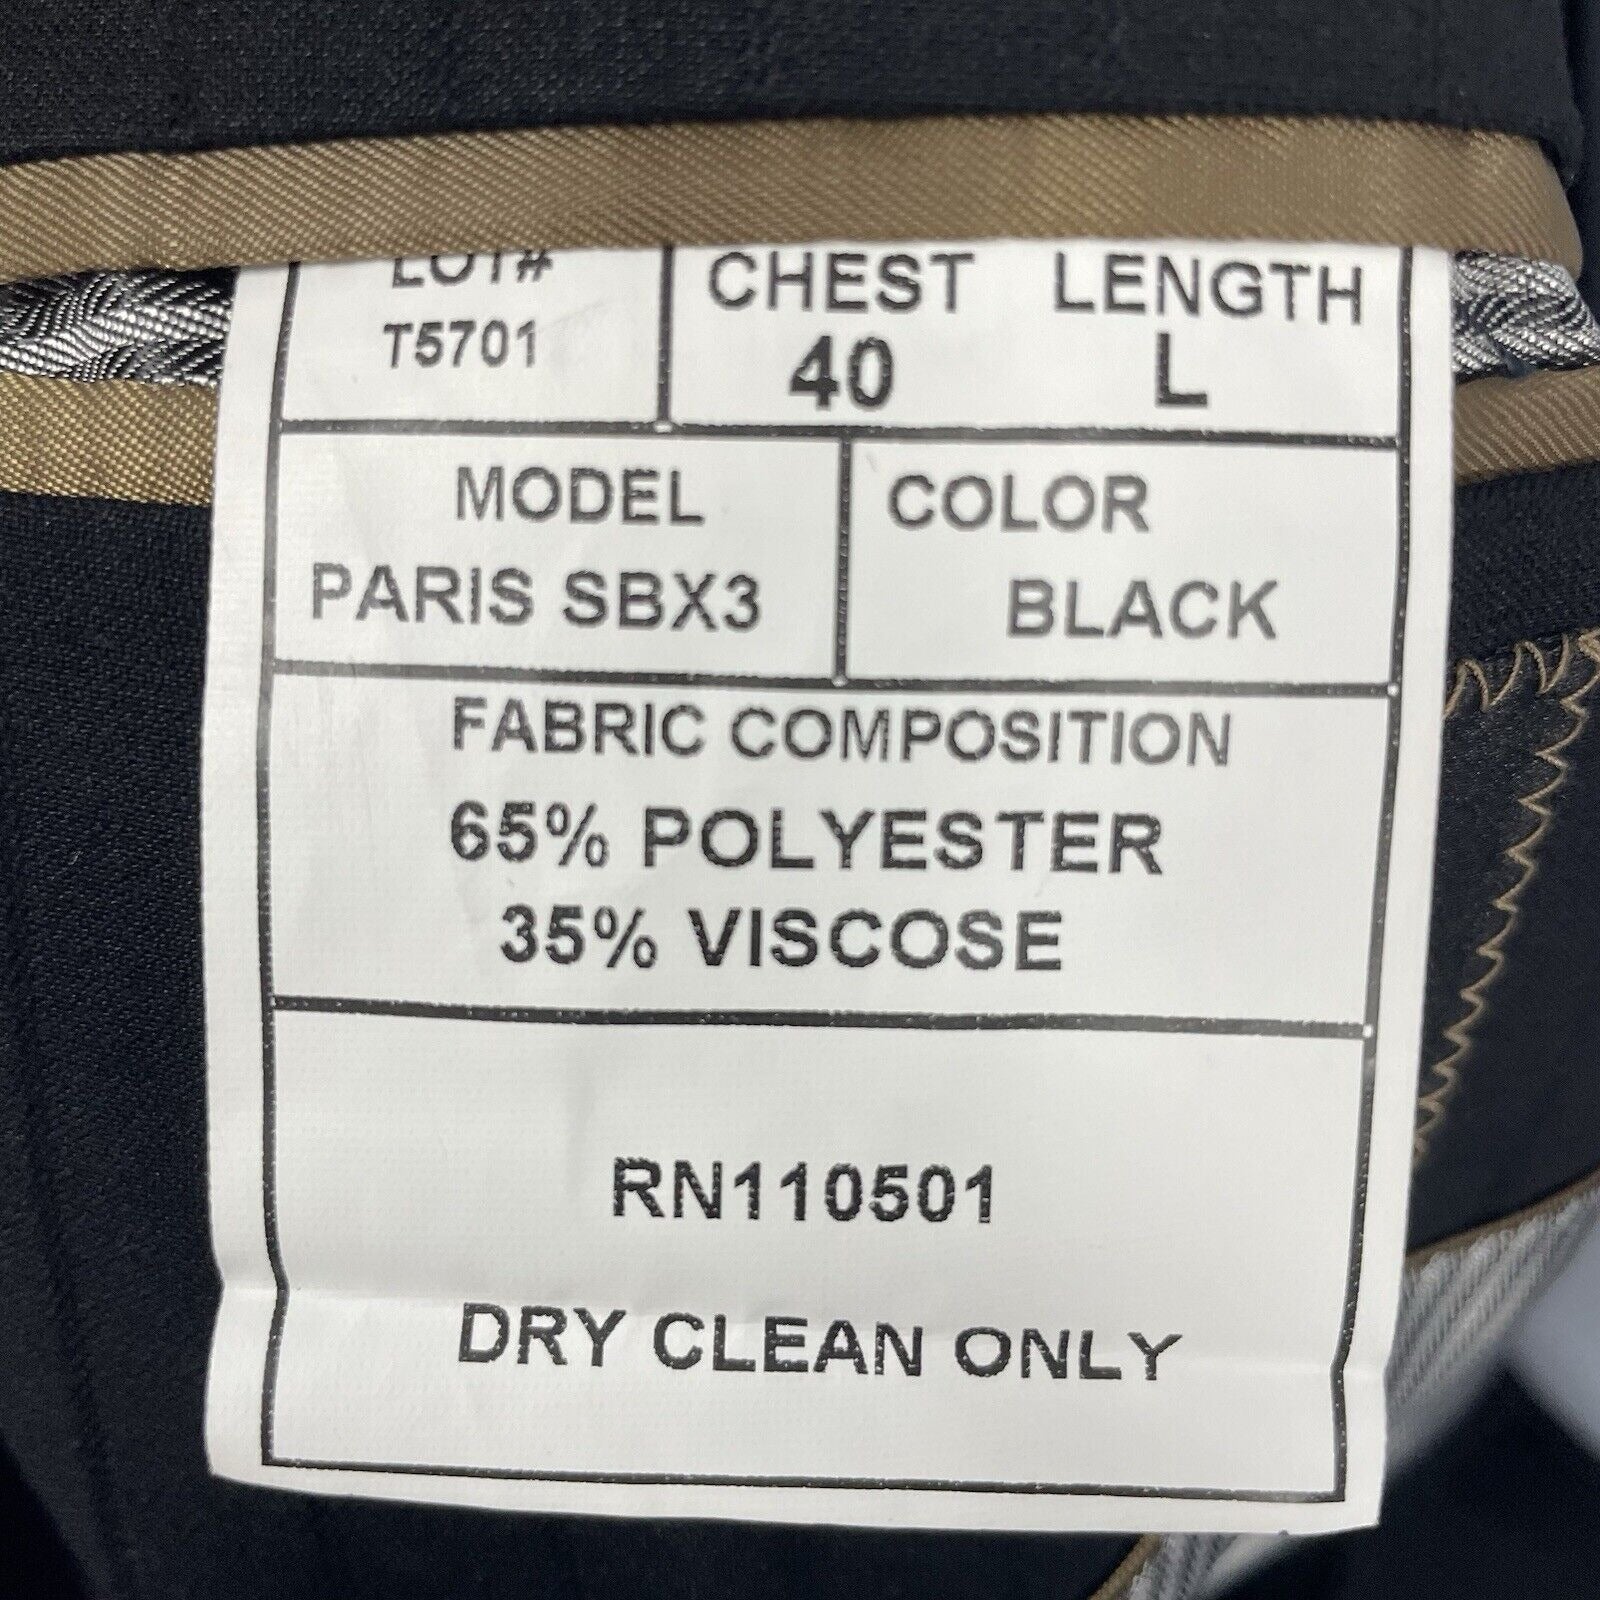 LOT# CHEST LENGTH
T5701 40 L
MODEL COLOR
PARIS SBX3 BLACK
FABRIC COMPOSITION
65% POLYESTER
35% VISCOSE
RN110501
DRY CLEAN ONLY